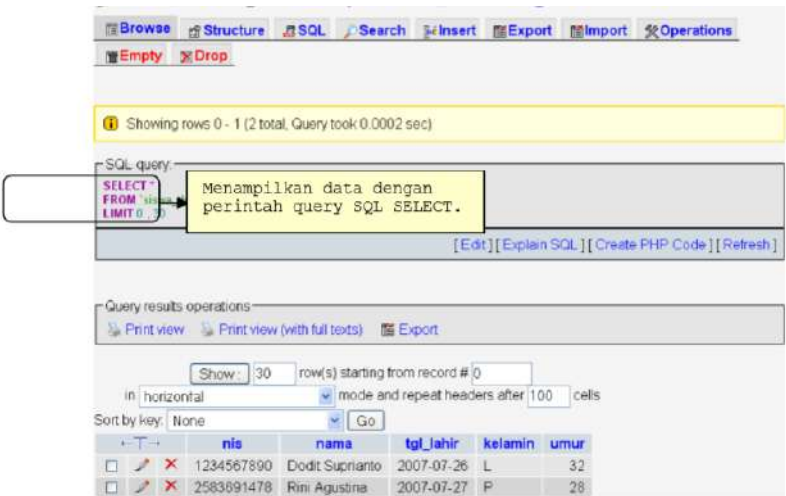 Browse Structure SQL Search Insert Export Import Operations
Empty Drop
Showing rows 0 - 1 (2 total, Query took 0.0002 sec)
SQL query:
SELECT *
FROM
LIMIT 0 , 30
Menampilkan data dengan
perintah query SQL SELECT.
[ Edit ] [ Explain SQL ] [ Create PHP Code ] [ Refresh ]
Query results operations
Print view Print view (with full texts) Export
Show : 30 row(s) starting from record # 0
in horizontal mode and repeat headers after 100 cells
Sort by key: None Go
←T→ nis nama tgl_lahir kelamin umur
1234567890 Dodit Suprianto 2007-07-26 L 32
2583691478 Rini Agustina 2007-07-27 P 28